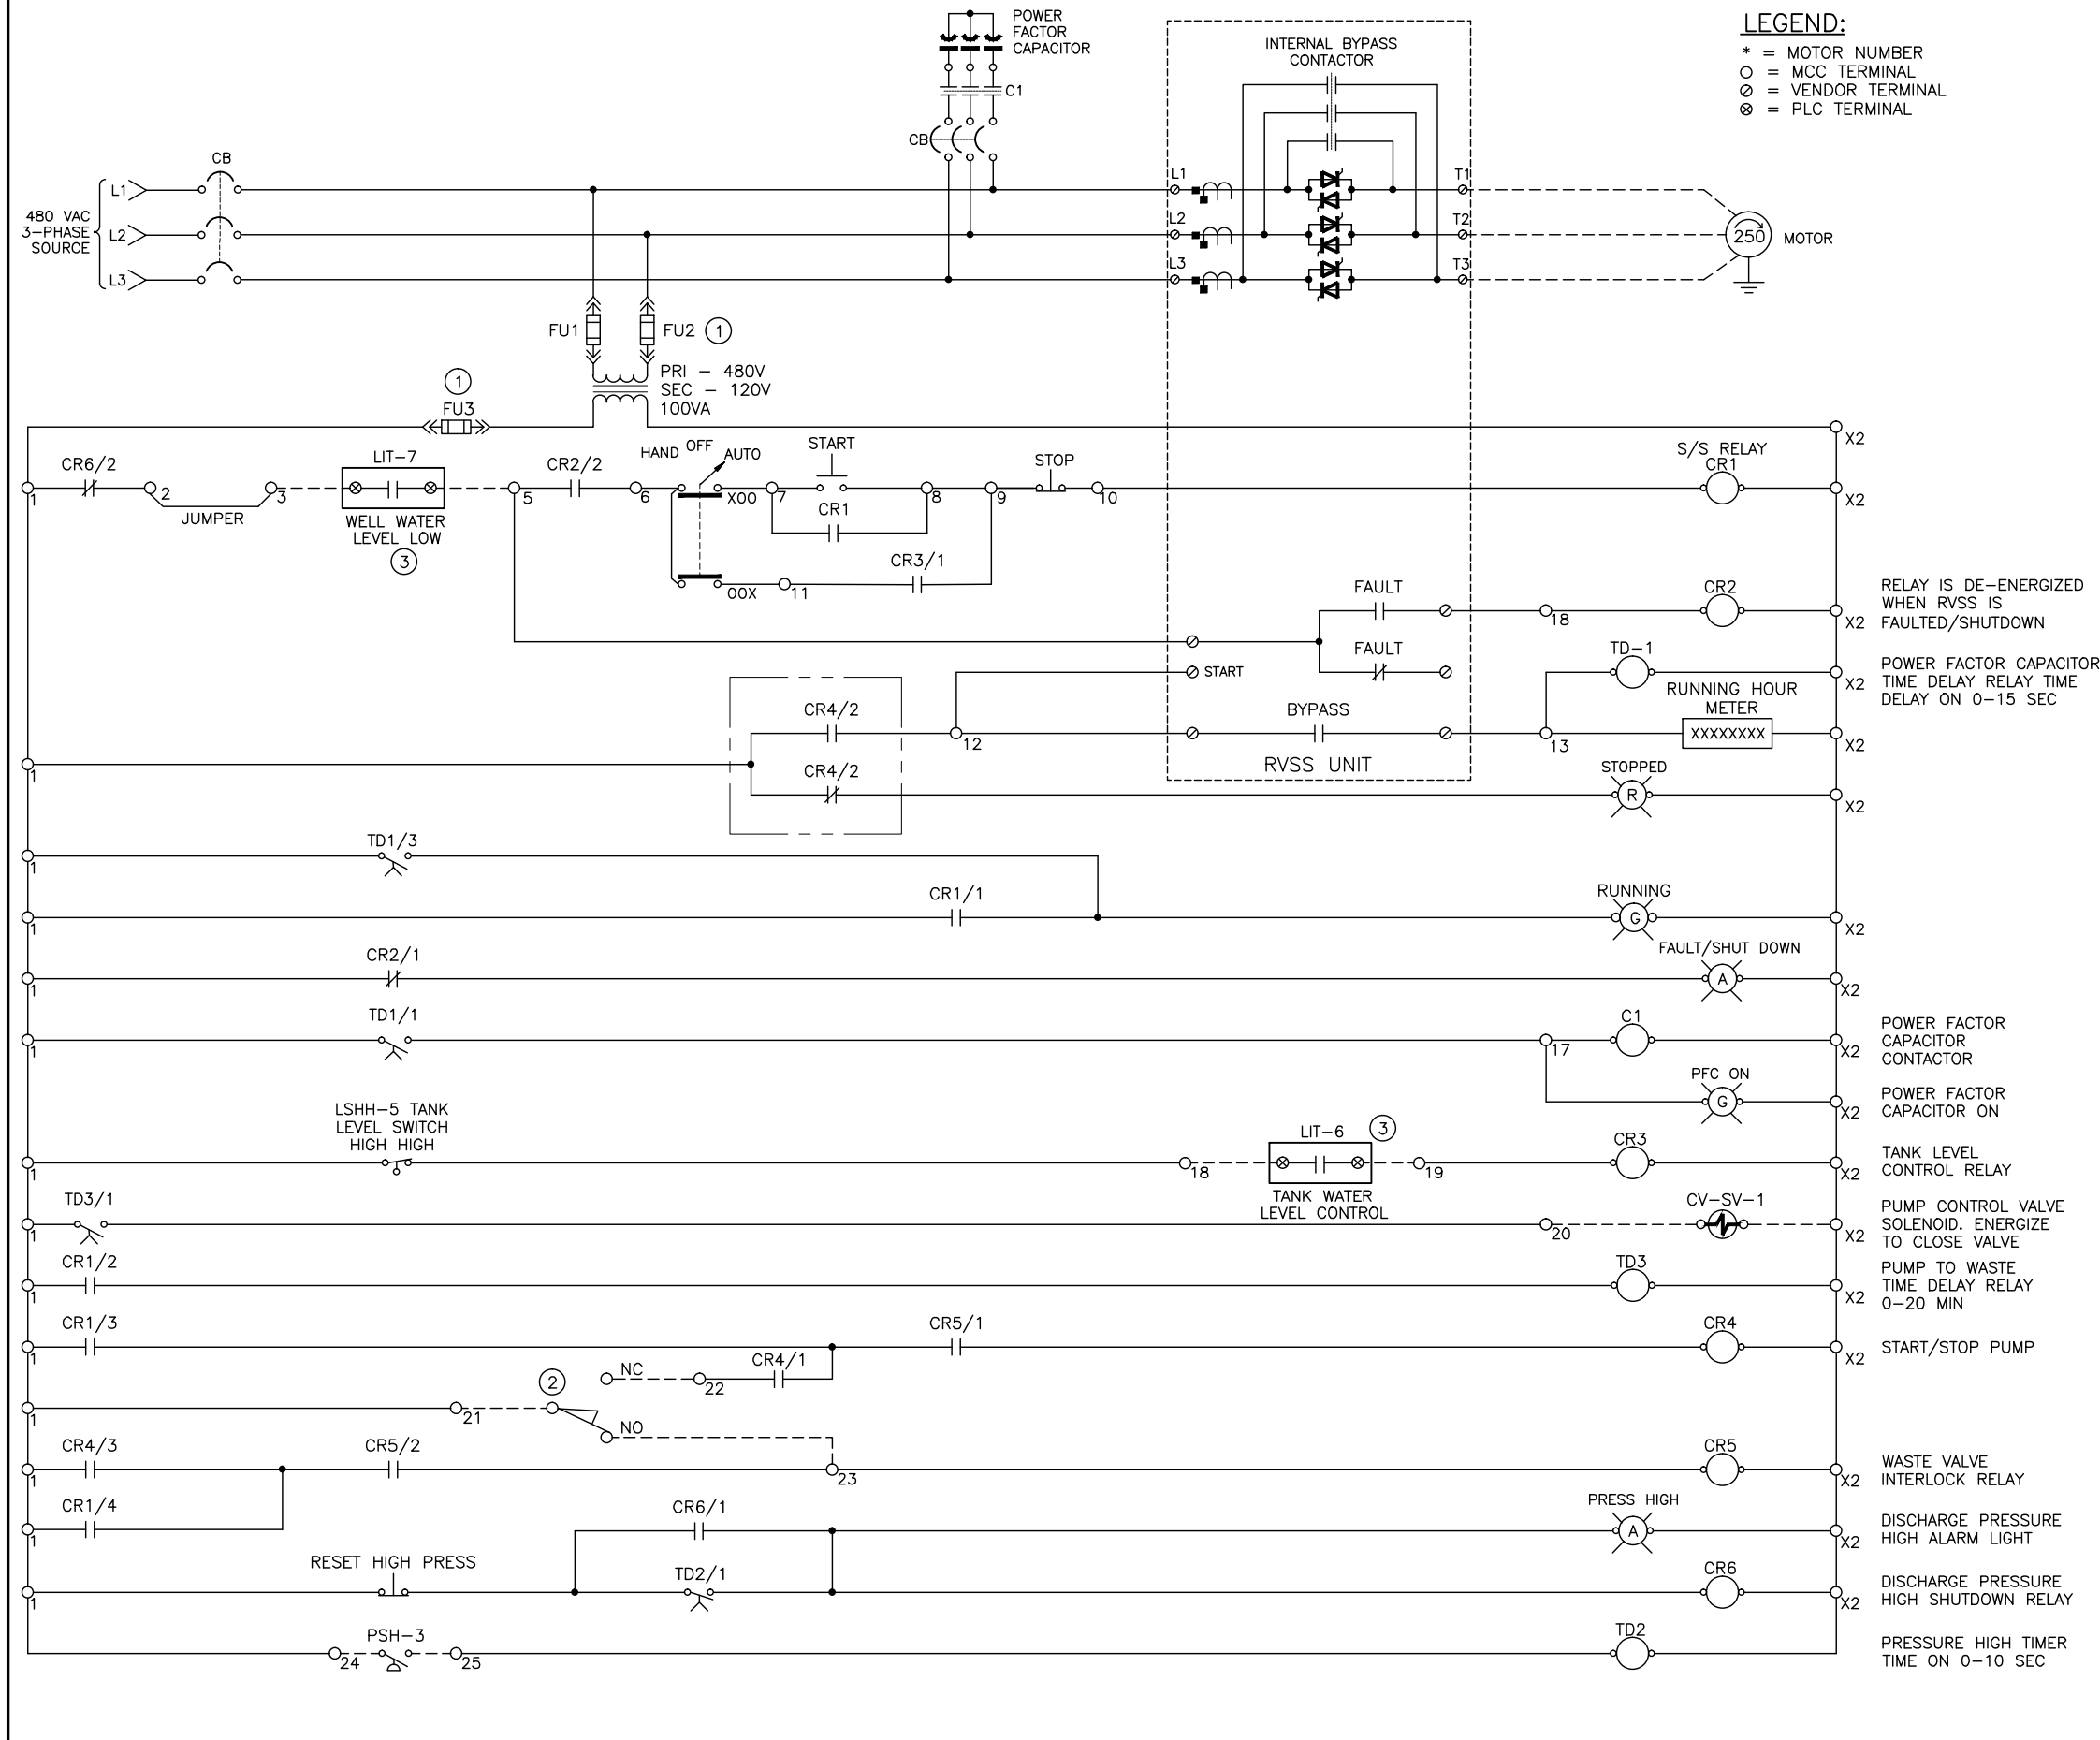 POWER
FACTOR
CAPACITOR
C1
CB
INTERNAL BYPASS
CONTACTOR
LEGEND:
* = MOTOR NUMBER
= MCC TERMINAL
= VENDOR TERMINAL
= PLC TERMINAL
CB
480 VAC
3-PHASE
SOURCE
L1
L2
L3
L1
L2
L3
T1
T2
T3
250
MOTOR
FU1
FU2
1
PRI - 480V
SEC - 120V
100VA
1
FU3
X2
CR6/2
1
2
JUMPER
3
LIT-7
WELL WATER
LEVEL LOW
3
5
CR2/2
6
HAND
OFF
AUTO
X00
7
START
CR1
8
9
STOP
10
S/S RELAY
CR1
X2
00X
11
CR3/1
FAULT
18
CR2
X2
RELAY IS DE-ENERGIZED
WHEN RVSS IS
FAULTED/SHUTDOWN
START
FAULT
TD-1
X2
POWER FACTOR CAPACITOR
TIME DELAY RELAY TIME
DELAY ON 0-15 SEC
CR4/2
12
BYPASS
13
RUNNING HOUR
METER
XXXXXXXX
X2
RVSS UNIT
1
CR4/2
STOPPED
R
X2
1
TD1/3
1
CR1/1
RUNNING
G
X2
1
CR2/1
FAULT/SHUT DOWN
A
X2
1
TD1/1
17
C1
X2
POWER FACTOR
CAPACITOR
CONTACTOR
PFC ON
G
X2
POWER FACTOR
CAPACITOR ON
1
LSHH-5 TANK
LEVEL SWITCH
HIGH HIGH
18
LIT-6
3
TANK WATER
LEVEL CONTROL
19
CR3
X2
TANK LEVEL
CONTROL RELAY
1
TD3/1
20
CV-SV-1
X2
PUMP CONTROL VALVE
SOLENOID. ENERGIZE
TO CLOSE VALVE
1
CR1/2
TD3
X2
PUMP TO WASTE
TIME DELAY RELAY
0-20 MIN
1
CR1/3
CR5/1
CR4
X2
START/STOP PUMP
NC
22
CR4/1
1
21
2
NO
1
CR4/3
CR5/2
23
CR5
X2
WASTE VALVE
INTERLOCK RELAY
1
CR1/4
CR6/1
PRESS HIGH
A
X2
DISCHARGE PRESSURE
HIGH ALARM LIGHT
1
RESET HIGH PRESS
TD2/1
CR6
X2
DISCHARGE PRESSURE
HIGH SHUTDOWN RELAY
24
PSH-3
25
TD2
PRESSURE HIGH TIMER
TIME ON 0-10 SEC